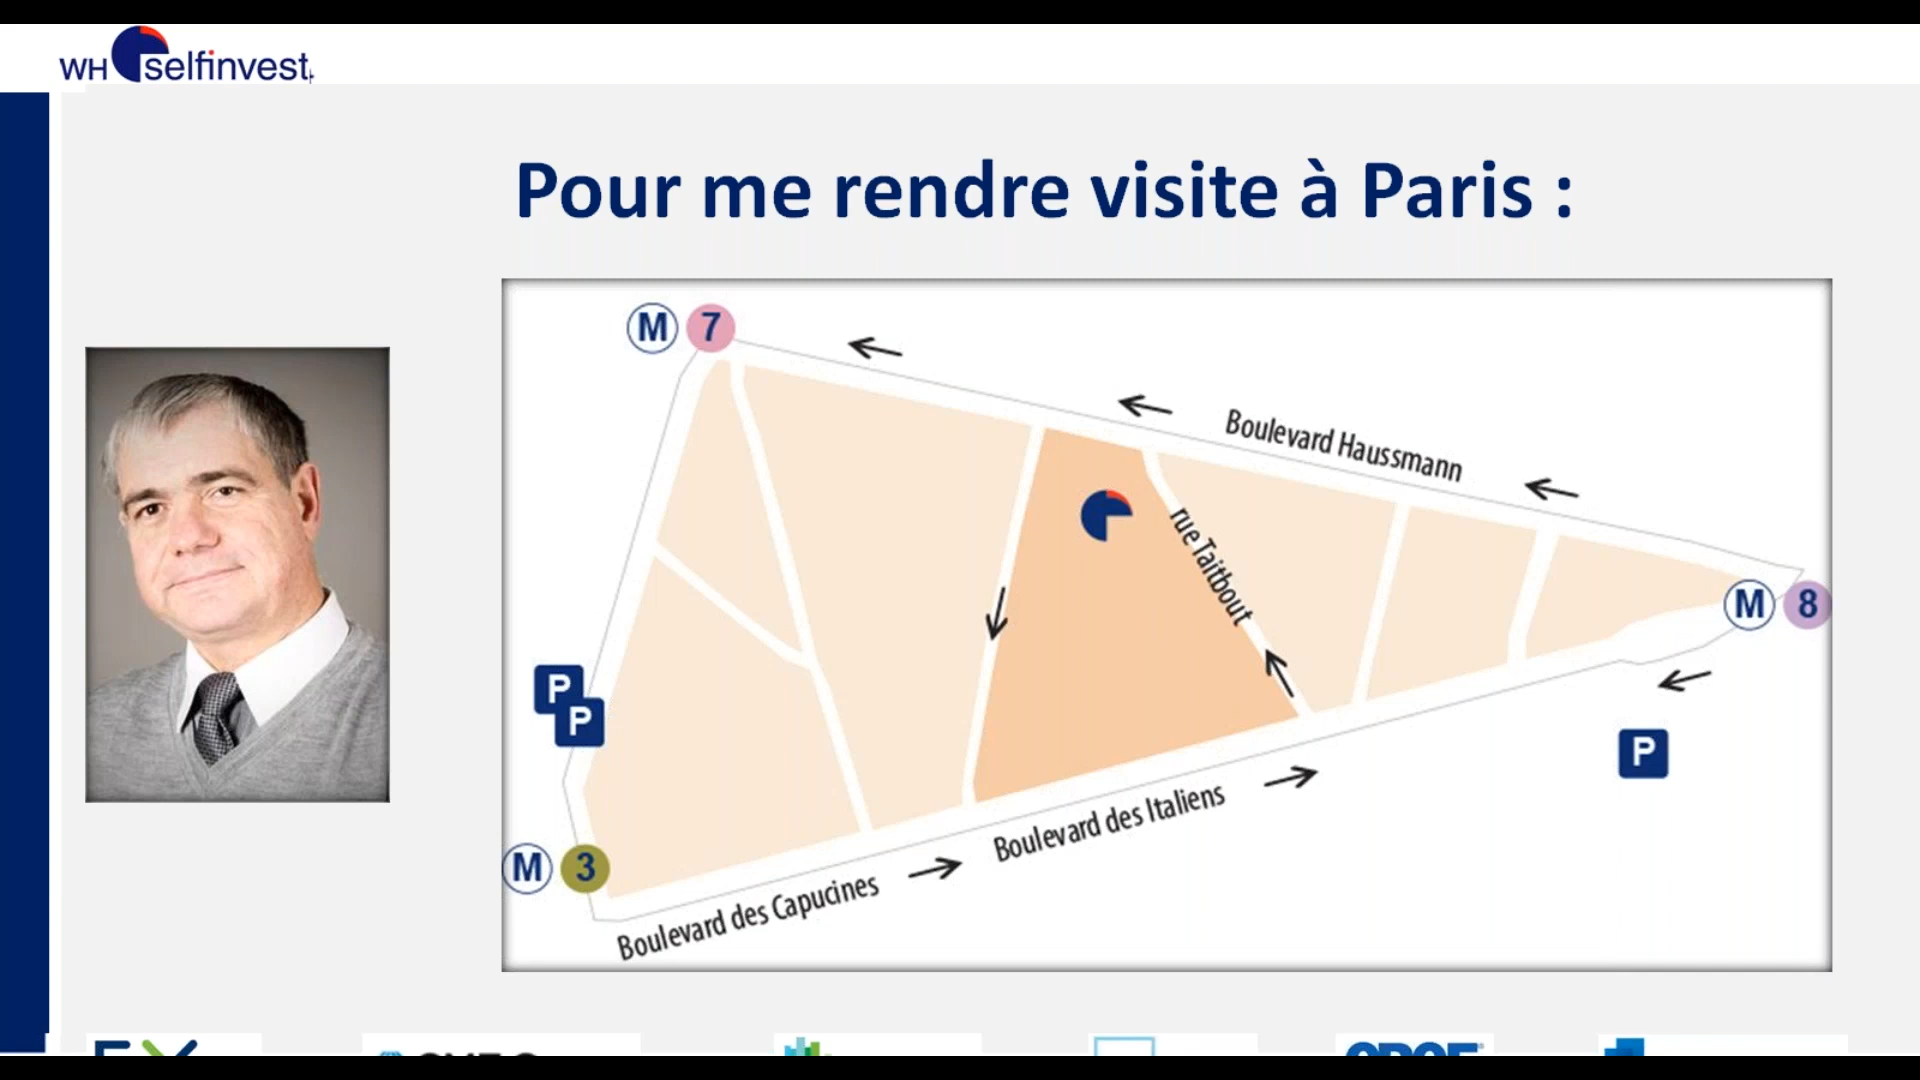 WH selfinvest
Pour me rendre visite à Paris :
M 7
Boulevard Haussmann
rue Taitbout
M 8
P
P
P
Boulevard des Italiens
M 3
Boulevard des Capucines